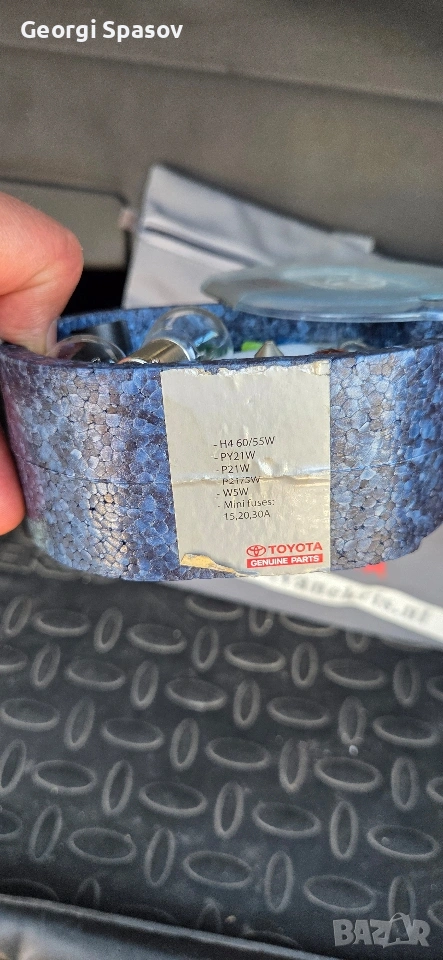 Georgi Spasov
- H4 60/55W
- PY21W
- P21W
- P21/5W
- W5W
- Mini fuses:
15,20,30A
TOYOTA
GENUINE PARTS
BAZAR